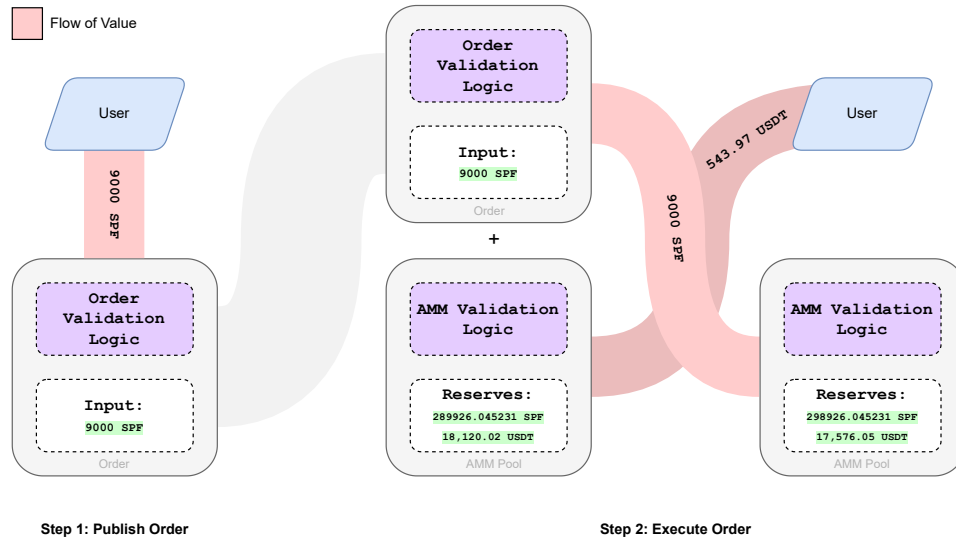 Flow of Value
User
9000 SPF
Order
Validation
Logic
Input:
9000 SPF
Order
Step 1: Publish Order
Order
Validation
Logic
Input:
9000 SPF
Order
+
AMM Validation
Logic
Reserves:
289926.045231 SPF
18,120.02 USDT
AMM Pool
9000 SPF
543.97 USDT
User
AMM Validation
Logic
Reserves:
298926.045231 SPF
17,576.05 USDT
AMM Pool
Step 2: Execute Order